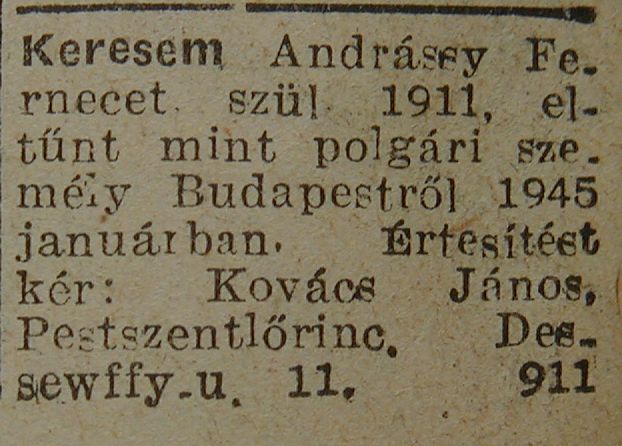 Keresem Andrássy Fe-
rnecet. szül 1911, el-
tűnt mint polgári sze-
mély Budapestről 1945
januárban. Értesítést
kér: Kovács János,
Pestszentlőrinc. Des-
sewffy-u. 11. 911